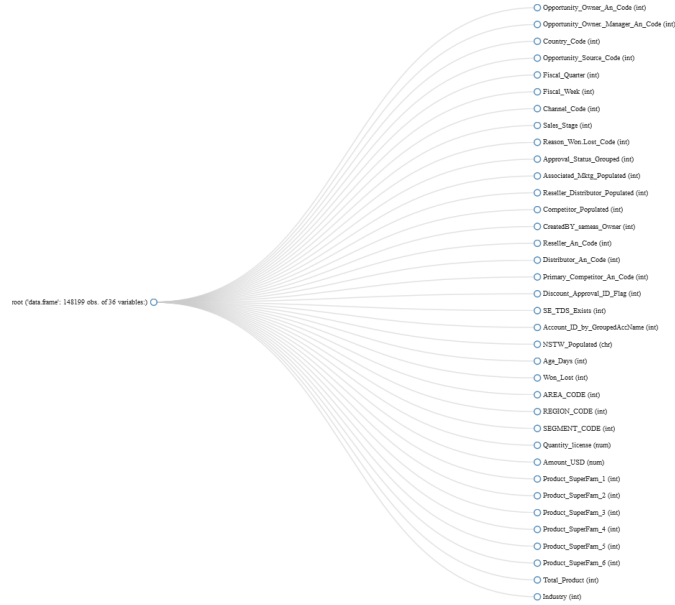 Opportunity_Owner_An_Code (int)
Opportunity_Owner._Manager_An_Code (int)
Country_Code (int)
Opportunity_Source_Code (int)
Fiscal_Quarter (int)
Fiscal_Week (int)
Channel_Code (int)
Sales_Stage (int)
Reason_Won.Lost_Code (int)
Approval_Status_Grouped (int)
Associated_Mktg_Populated (int)
Reseller_Distributor_Populated (int)
Competitor_Populated (int)
CreatedBY_sameas_Owner (int)
Reseller_An_Code (int)
Distributor_An_Code (int)
Primary_Competitor_An_Code (int)
Discount_Approval_ID_Flag (int)
root ('data.frame': 148199 obs. of 36 variables:)
SE_TDS_Exists (int)
Account_ID_by_GroupedAccName (int)
NSTW_Populated (chr)
Age_Days (int)
Won_Lost (int)
AREA_CODE (int)
REGION_CODE (int)
SEGMENT_CODE (int)
Quantity_license (num)
Amount_USD (num)
Product_SuperFam_1 (int)
Product_SuperFam_2 (int)
Product_SuperFam_3 (int)
Product_SuperFam_4 (int)
Product_SuperFam_5 (int)
Product_SuperFam_6 (int)
Total_Product (int)
Industry (int)